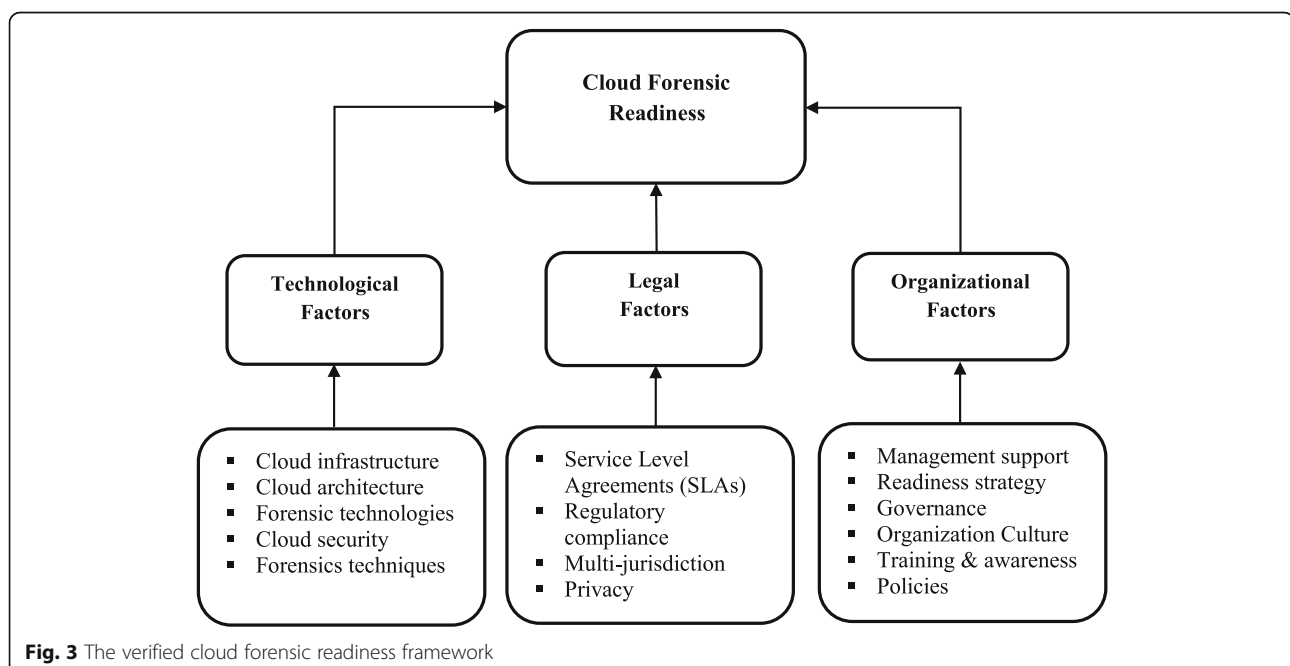 Cloud Forensic
Readiness
Technological
Factors
Legal
Factors
Organizational
Factors
▪ Cloud infrastructure
▪ Cloud architecture
▪ Forensic technologies
▪ Cloud security
▪ Forensics techniques
▪ Service Level
Agreements (SLAs)
▪ Regulatory
compliance
▪ Multi-jurisdiction
▪ Privacy
▪ Management support
▪ Readiness strategy
▪ Governance
▪ Organization Culture
▪ Training & awareness
▪ Policies
Fig. 3 The verified cloud forensic readiness framework